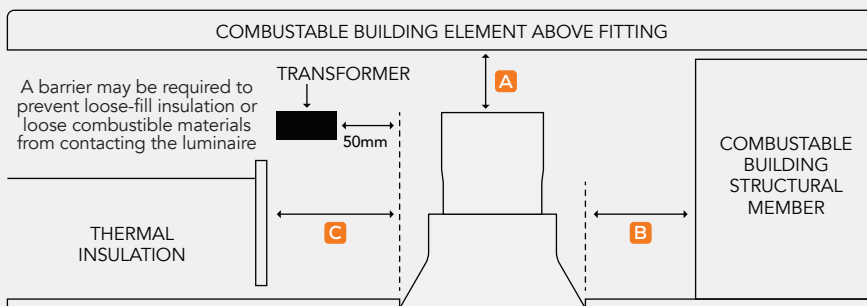 COMBUSTABLE BUILDING ELEMENT ABOVE FITTING
A barrier may be required to
prevent loose-fill insulation or
loose combustible materials
from contacting the luminaire
TRANSFORMER
50mm
A
COMBUSTABLE
BUILDING
STRUCTURAL
MEMBER
THERMAL
INSULATION
C
B